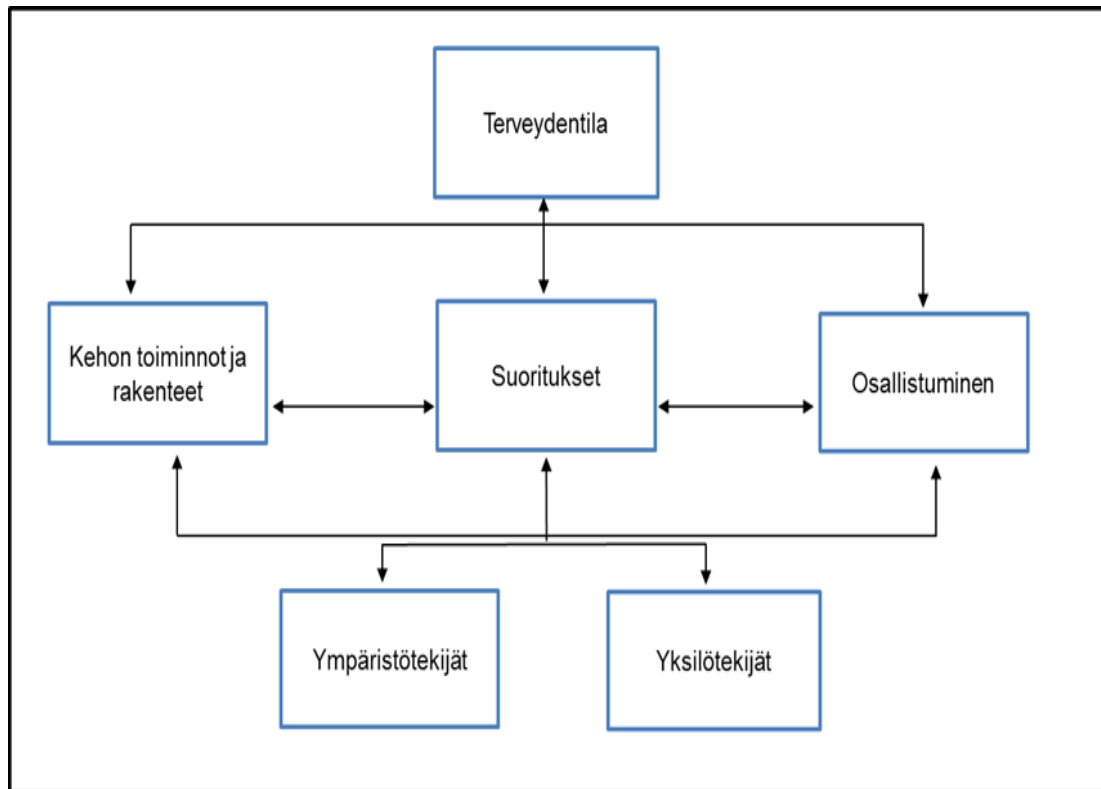 Terveydentila
Kehon toiminnot ja
rakenteet
Suoritukset
Osallistuminen
Ympäristötekijät
Yksilötekijät